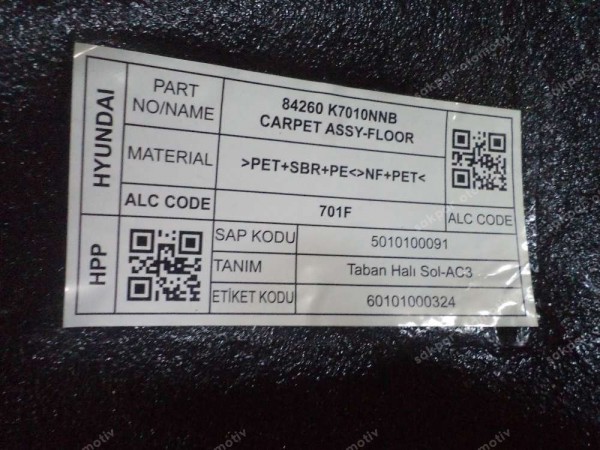 HYUNDAI
PART NO/NAME
84260 K7010NNB
CARPET ASSY-FLOOR
MATERIAL
>PET+SBR+PE<>NF+PET<
ALC CODE
701F
ALC CODE
HPP
SAP KODU
5010100091
TANIM
Taban Halı Sol-AC3
ETİKET KODU
60101000324